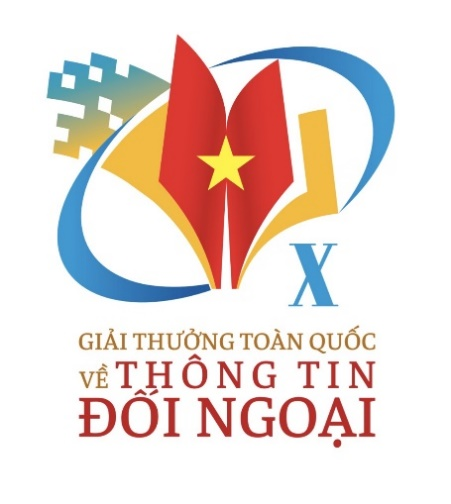 X
GIẢI THƯỞNG TOÀN QUỐC
VỀ THÔNG TIN
ĐỐI NGOẠI